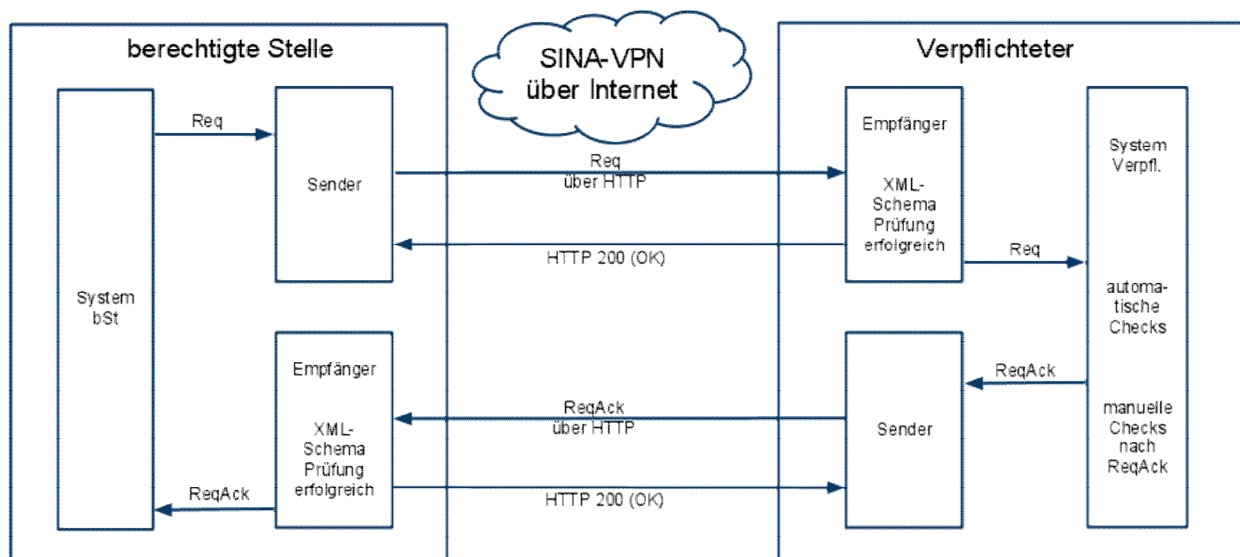 berechtigte Stelle
SINA-VPN
über Internet
Verpflichteter
Req
Sender
Req
über HTTP
HTTP 200 (OK)
Empfänger
XML-
Schema
Prüfung
erfolgreich
Req
System
Verpfl.
automa-
tische
Checks
manuelle
Checks
nach
ReqAck
System
bSt
ReqAck
Sender
ReqAck
über HTTP
HTTP 200 (OK)
Empfänger
XML-
Schema
Prüfung
erfolgreich
ReqAck